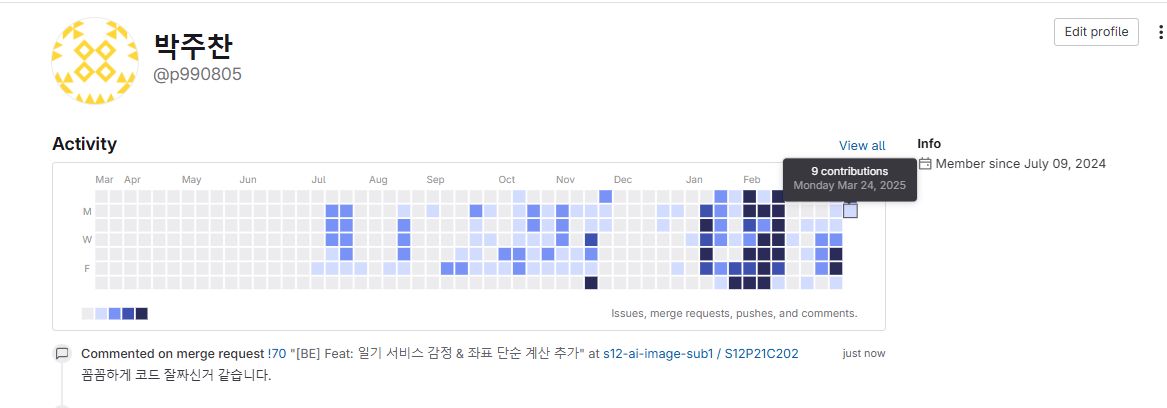 박주찬
@p990805
Edit profile
Activity
View all
Info
Member since July 09, 2024
9 contributions
Monday Mar 24, 2025
Mar Apr May Jun Jul Aug Sep Oct Nov Dec Jan Feb
M
W
F
Issues, merge requests, pushes, and comments.
Commented on merge request !70 "[BE] Feat: 일기 서비스 감정 & 좌표 단순 계산 추가" at s12-ai-image-sub1 / S12P21C202
just now
꼼꼼하게 코드 잘짜신거 같습니다.